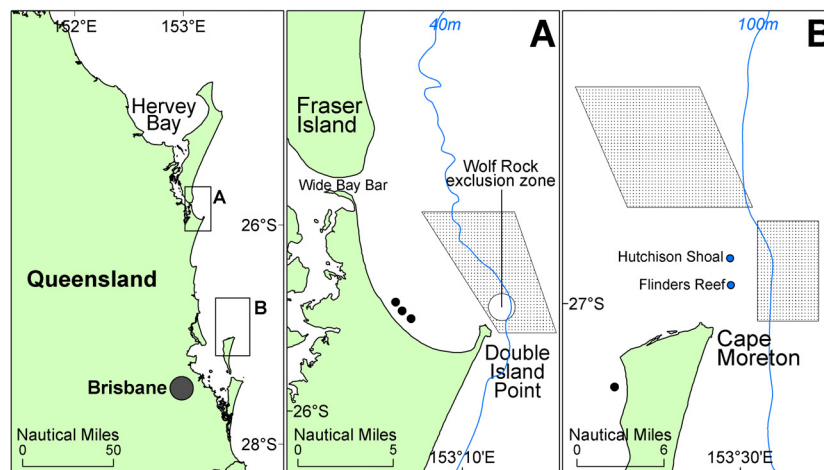 152°E
153°E
Hervey
Bay
A
26°S
Queensland
B
Brisbane
Nautical Miles
0
50
28°S
40m
A
Fraser
Island
Wolf Rock
exclusion zone
Wide Bay Bar
Double
Island
Point
26°S
Nautical Miles
0
5
153°10'E
100m
B
Hutchison Shoal
Flinders Reef
27°S
Cape
Moreton
Nautical Miles
0
6
153°30'E